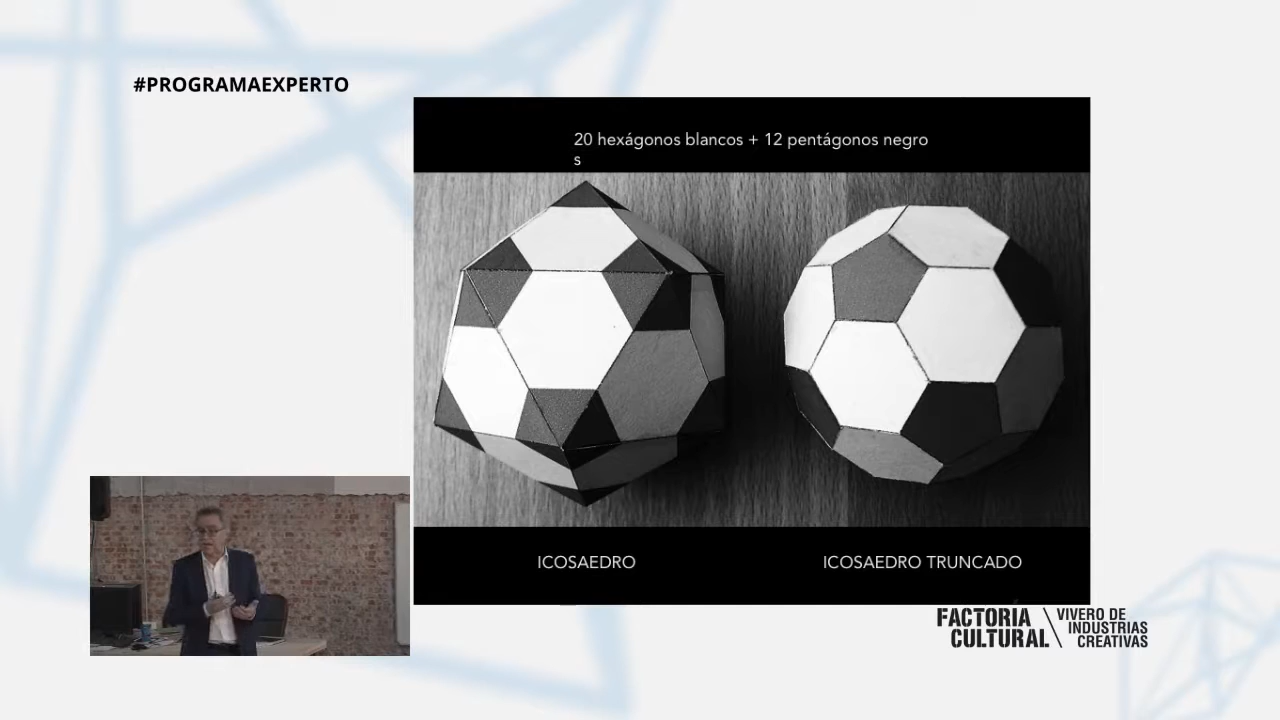 #PROGRAMAEXPERTO
20 hexágonos blancos + 12 pentágonos negro
s
ICOSAEDRO
ICOSAEDRO TRUNCADO
FACTORIA
CULTURAL
VIVERO DE
INDUSTRIAS
CREATIVAS